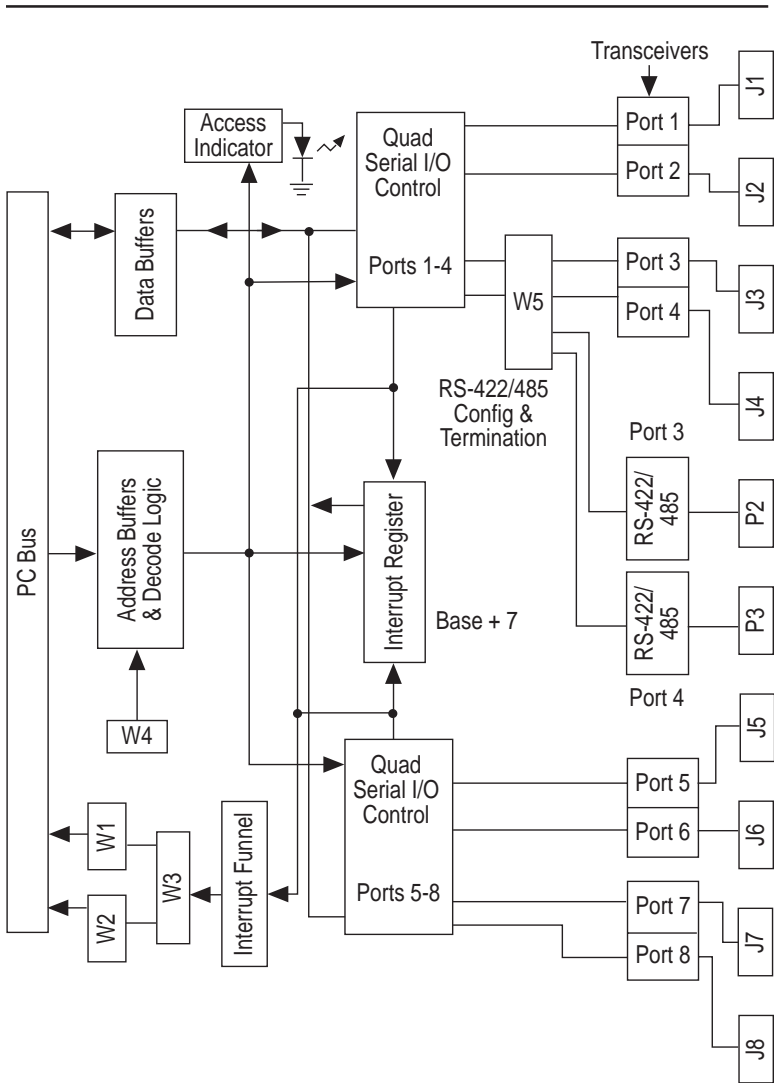 Transceivers
J1
Access
Indicator
Quad
Serial I/O
Control
Ports 1-4
Port 1
Port 2
J2
PC Bus
Data Buffers
W5
Port 3
Port 4
J3
J4
RS-422/485
Config &
Termination
Port 3
RS-422/
485
P2
Address Buffers
& Decode Logic
Interrupt Register
Base + 7
RS-422/
485
P3
Port 4
W4
Quad
Serial I/O
Control
Ports 5-8
J5
Port 5
Port 6
J6
W1
W2
W3
Interrupt Funnel
Port 7
Port 8
J7
J8